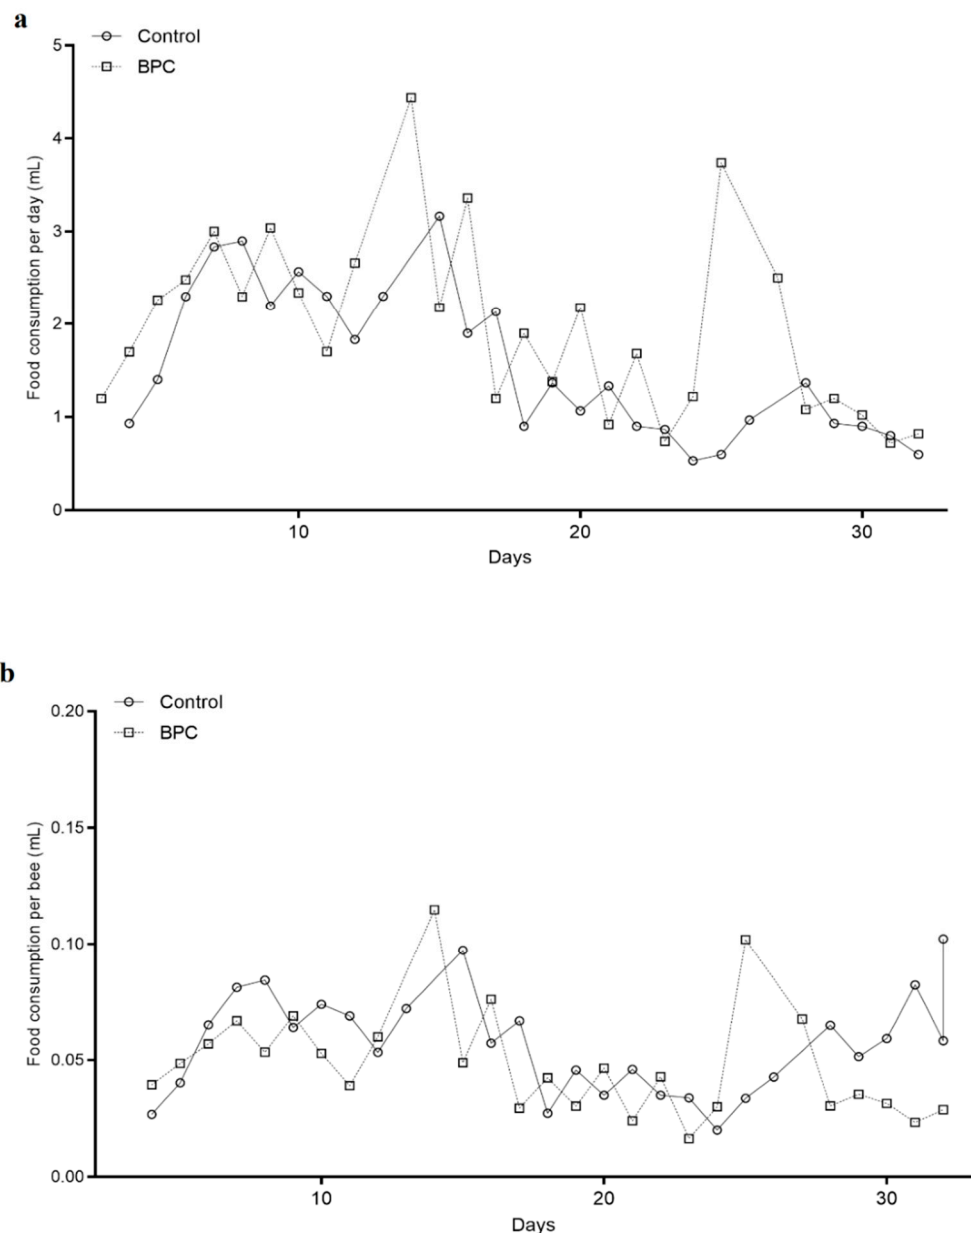 a
Control
BPC
5
4
3
2
1
0
Food consumption per day (mL)
10 20 30
Days
b
Control
BPC
0.20
0.15
0.10
0.05
0.00
Food consumption per bee (mL)
10 20 30
Days